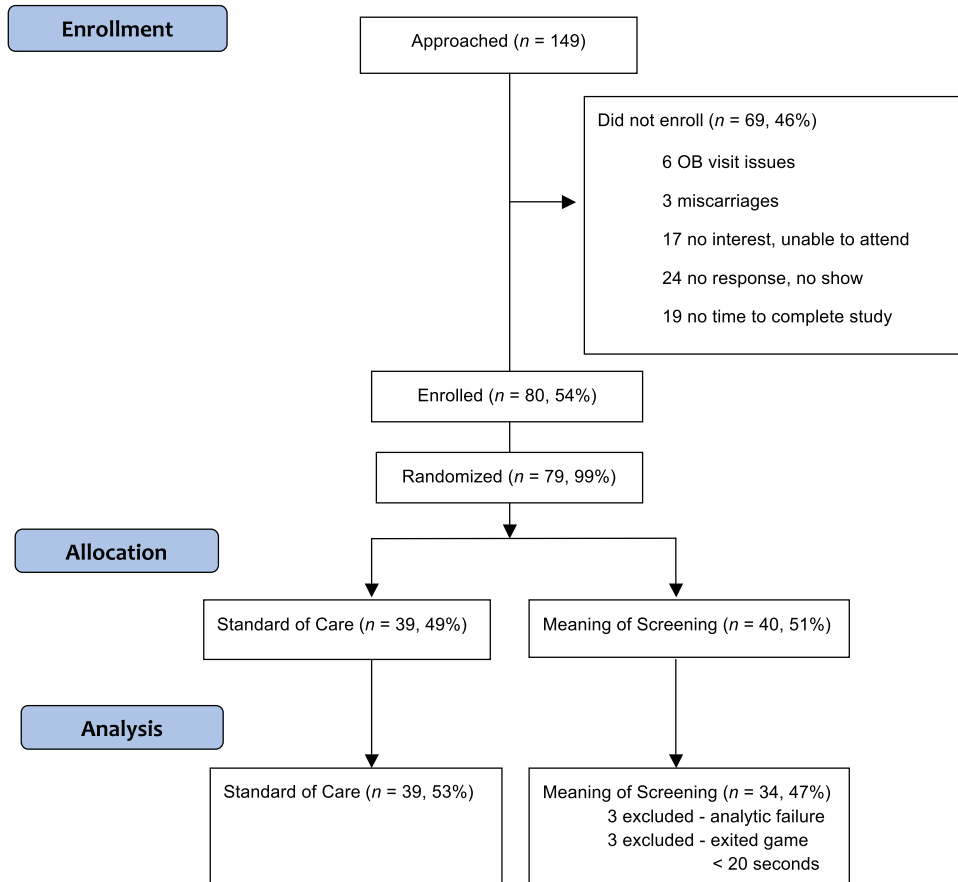 Enrollment
Approached (n = 149)
Did not enroll (n = 69, 46%)
6 OB visit issues
3 miscarriages
17 no interest, unable to attend
24 no response, no show
19 no time to complete study
Enrolled (n = 80, 54%)
Randomized (n = 79, 99%)
Allocation
Standard of Care (n = 39, 49%)
Meaning of Screening (n = 40, 51%)
Analysis
Standard of Care (n = 39, 53%)
Meaning of Screening (n = 34, 47%)
3 excluded - analytic failure
3 excluded - exited game
< 20 seconds